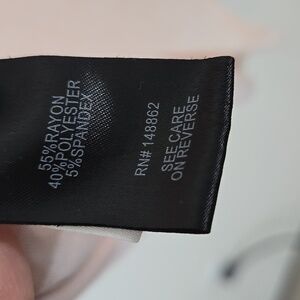 55%RAYON
40%POLYESTER
5%SPANDEX
RN# 148862
SEE CARE
ON REVERSE